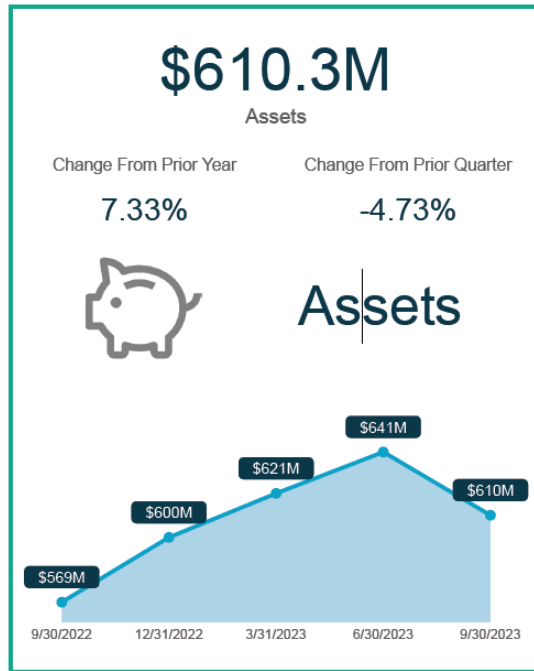 $610.3M
Assets
Change From Prior Year
Change From Prior Quarter
7.33%
-4.73%
Assets
$641M
$621M
$610M
$600M
$569M
9/30/2022
12/31/2022
3/31/2023
6/30/2023
9/30/2023